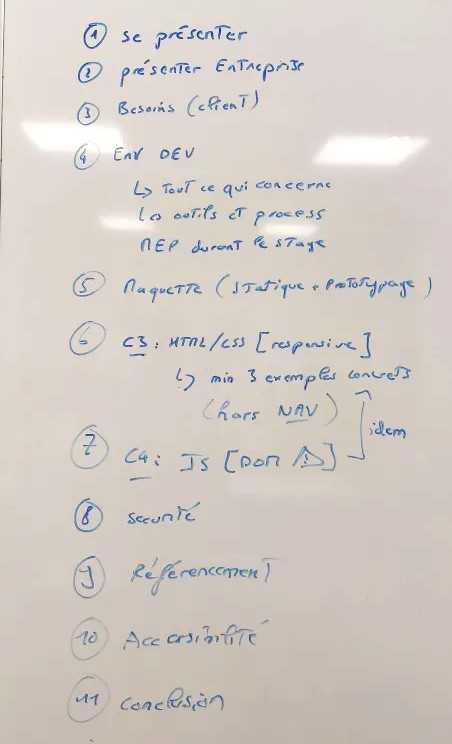 1 se présenter
2 présenter Entreprise
3 Besoins (client)
4 Env DEV
↳ Tout ce qui concerne
les outils et process
MEP durant le stage
5 Maquette (statique + Prototypage)
6 C3 : HTML/CSS [responsive]
↳ min 3 exemples concrets
(hors NAV)
idem
7 C4 : JS [DOM ⚠]
8 sécurité
9 Référencement
10 Accessibilité
11 conclusion